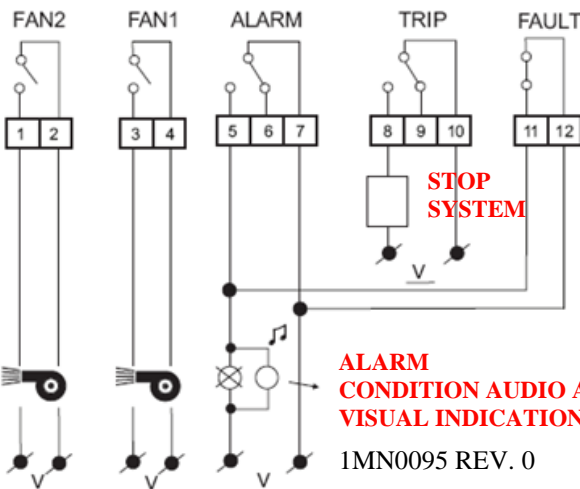 FAN2 FAN1 ALARM TRIP FAULT
1 2 3 4 5 6 7 8 9 10 11 12
STOP
SYSTEM
V
ALARM
CONDITION AUDIO A
VISUAL INDICATION
1MN0095 REV. 0
V V V